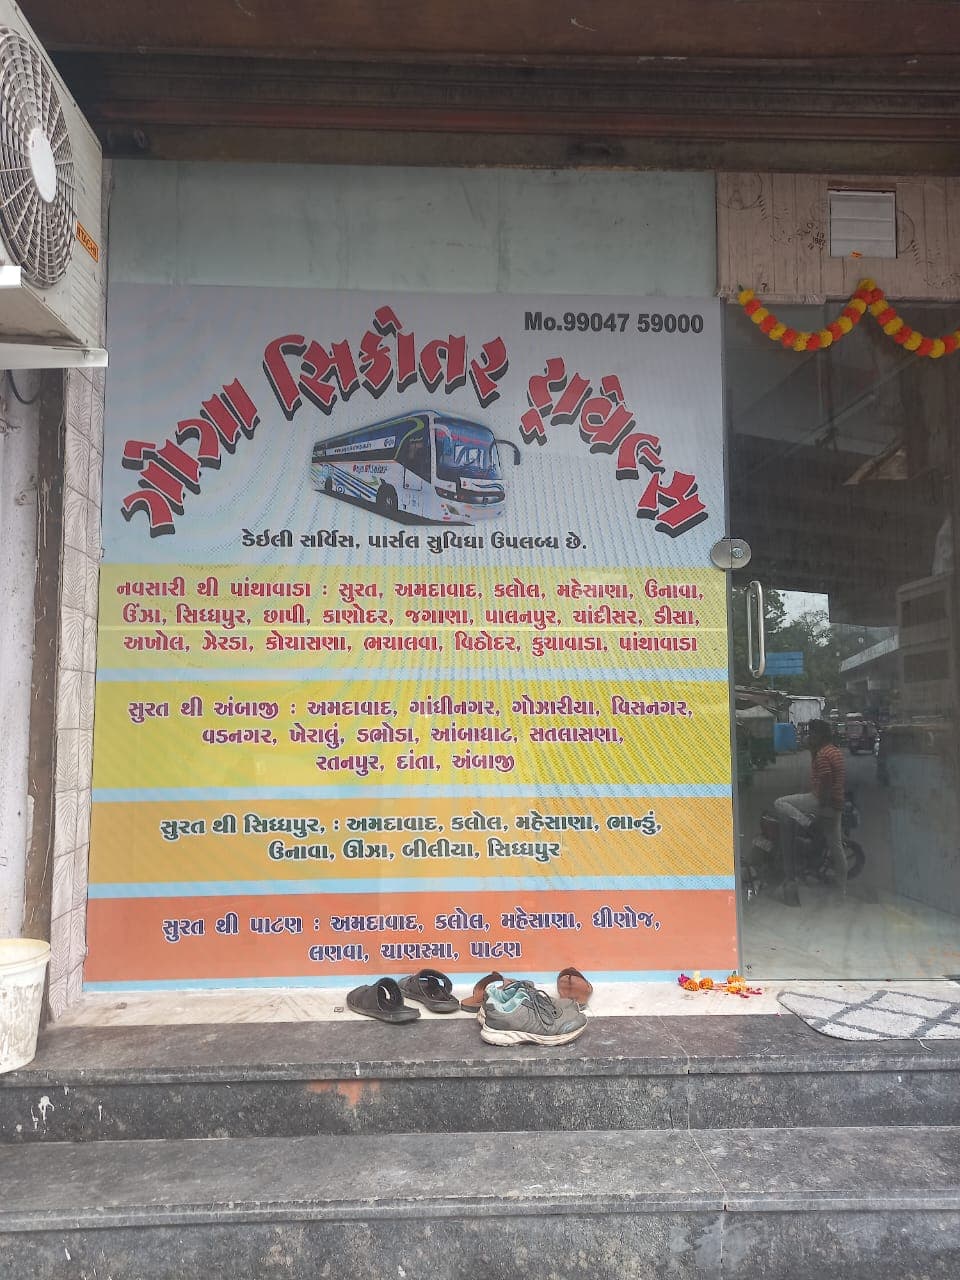 Mo.99047 59000
ગોગા સિકોતર ટ્રાવેલ્સ
ડેઈલી સર્વિસ, પાર્સલ સુવિધા ઉપલબ્ધ છે.
નવસારી થી પાંથાવાડા : સુરત, અમદાવાદ, કલોલ, મહેસાણા, ઉનાવા,
ઊંઝા, સિધ્ધપુર, છાપી, કાણોદર, જગાણા, પાલનપુર, ચાંદીસર, ડીસા,
અખોલ, ઝેરડા, કોચાસણા, ભચાલવા, વિઠોદર, કુચાવાડા, પાંથાવાડા
સુરત થી અંબાજી : અમદાવાદ, ગાંધીનગર, ગોઝારીયા, વિસનગર,
વડનગર, ખેરાલું, ડભોડા, આંબાઘાટ, સતલાસણા,
રતનપુર, દાંતા, અંબાજી
સુરત થી સિધ્ધપુર, : અમદાવાદ, કલોલ, મહેસાણા, ભાન્ડું,
ઉનાવા, ઊંઝા, બીલીયા, સિધ્ધપુર
સુરત થી પાટણ : અમદાવાદ, કલોલ, મહેસાણા, ધીણોજ,
લણવા, ચાણસ્મા, પાટણ